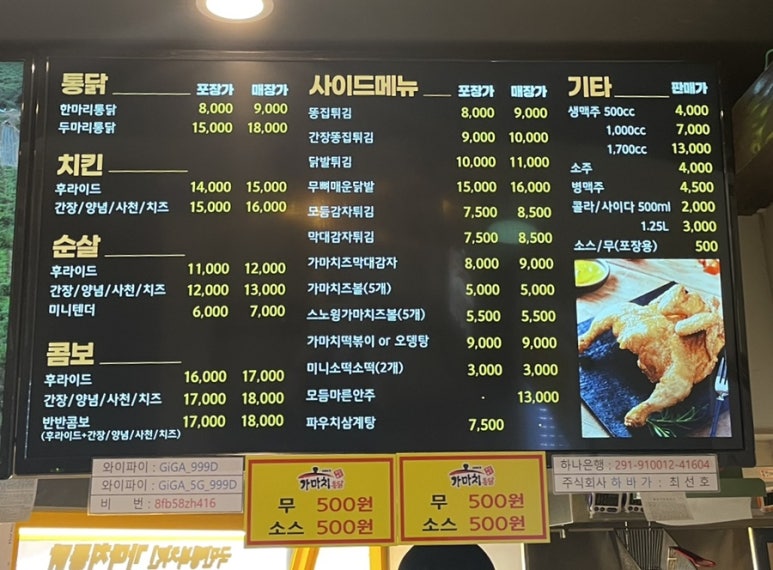 통닭 포장가 매장가
한마리통닭 8,000 9,000
두마리통닭 15,000 18,000
치킨
후라이드 14,000 15,000
간장/양념/사천/치즈 15,000 16,000
순살
후라이드 11,000 12,000
간장/양념/사천/치즈 12,000 13,000
미니텐더 6,000 7,000
콤보
후라이드 16,000 17,000
간장/양념/사천/치즈 17,000 18,000
반반콤보 17,000 18,000
(후라이드+간장/양념/사천/치즈)
사이드메뉴 포장가 매장가
똥집튀김 8,000 9,000
간장똥집튀김 9,000 10,000
닭발튀김 10,000 11,000
무뼈매운닭발 15,000 16,000
모듬감자튀김 7,500 8,500
막대감자튀김 7,500 8,500
가마치즈막대감자 8,000 9,000
가마치즈볼(5개) 5,000 5,000
스노윙가마치즈볼(5개) 5,500 5,500
가마치떡볶이 or 오뎅탕 9,000 9,000
미니소떡소떡(2개) 3,000 3,000
모듬마른안주 - 13,000
파우치삼계탕 7,500
기타 판매가
생맥주 500cc 4,000
1,000cc 7,000
1,700cc 13,000
소주 4,000
병맥주 4,500
콜라/사이다 500ml 2,000
1.25L 3,000
소스/무(포장용) 500
와이파이 : GiGA_999D
와이파이 : GiGA_5G_999D
비 번 : 8fb58zh416
가마치통닭
무 500원
소스 500원
가마치통닭
무 500원
소스 500원
하나은행 : 291-910012-41604
주식회사 하바가 : 최선호